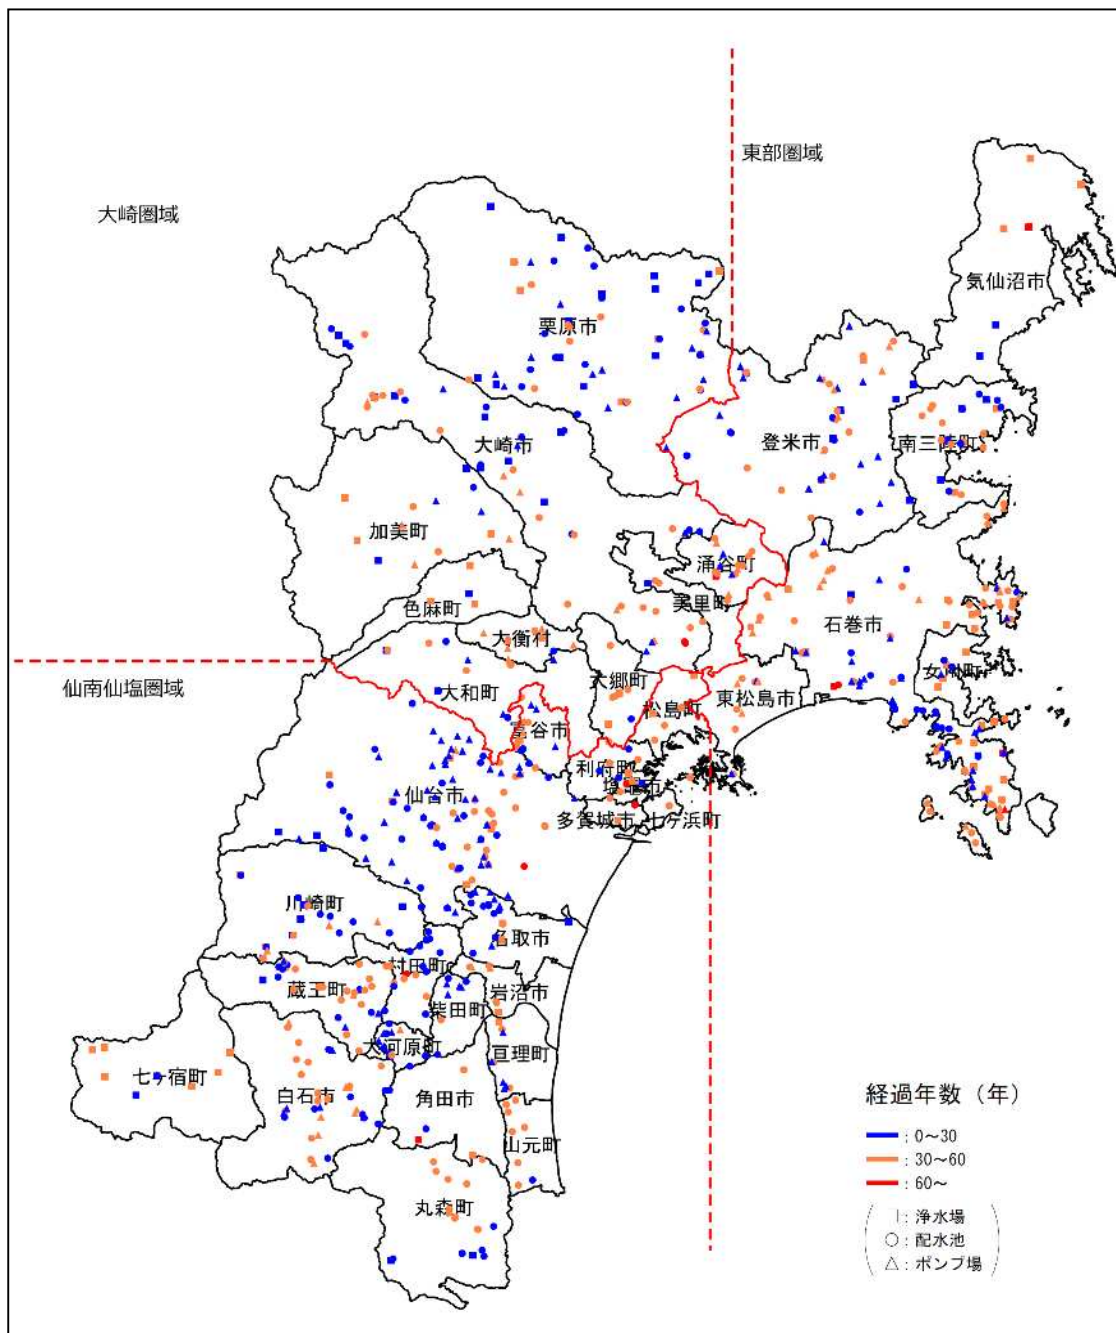 東部圏域
大崎圏域
気仙沼市
栗原市
登米市
南三陸町
大崎市
加美町
涌谷町
色麻町
美里町
石巻市
大衡村
女川町
大和町
大郷町
東松島市
松島町
仙南仙塩圏域
富谷市
利府町
塩竈市
仙台市
多賀城市
七ヶ浜町
川崎町
名取市
村田町
蔵王町
岩沼市
柴田町
大河原町
亘理町
七ヶ宿町
白石市
角田市
山元町
丸森町
経過年数（年）
：0～30
：30～60
：60～
：浄水場
○：配水池
△：ポンプ場